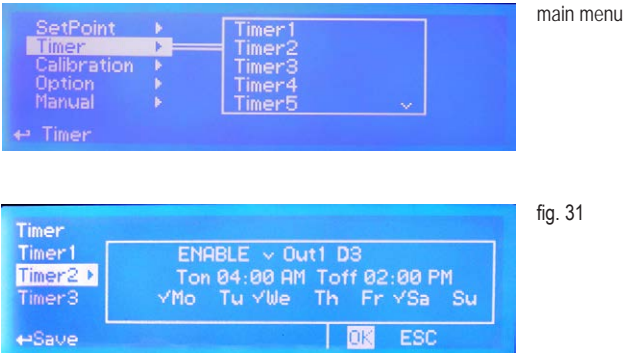 main menu
SetPoint
Timer
Calibration
Option
Manual
Timer1
Timer2
Timer3
Timer4
Timer5
↵ Timer
fig. 31
Timer
Timer1
Timer2
Timer3
ENABLE Out1 D3
Ton 04:00 AM Toff 02:00 PM
✓Mo Tu ✓We Th Fr ✓Sa Su
↵Save
OK ESC